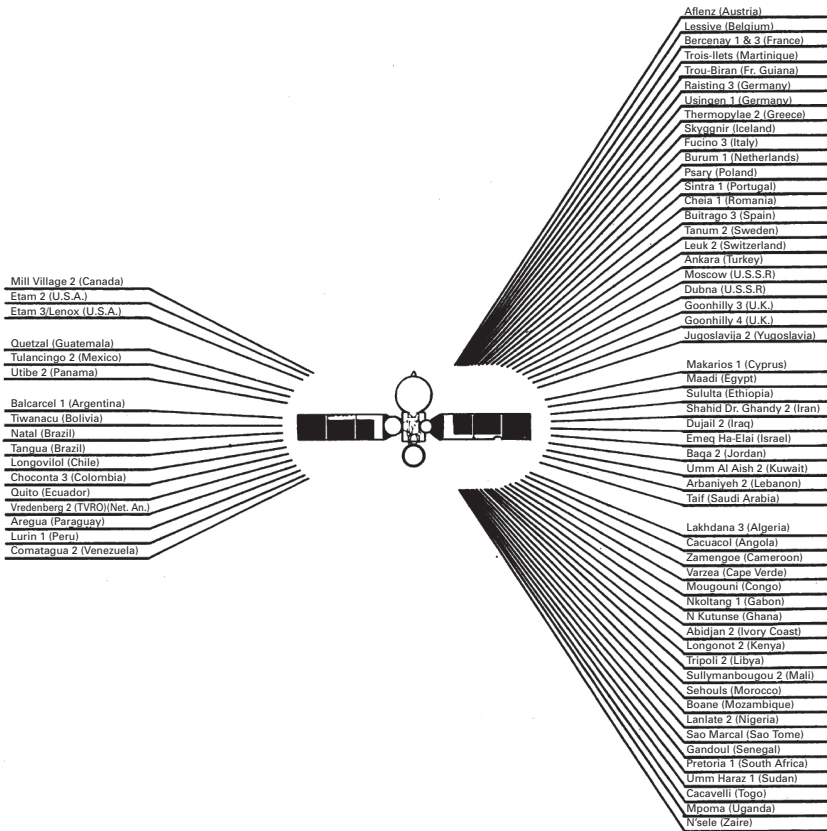 Mill Village 2 (Canada)
Etam 2 (U.S.A.)
Etam 3/Lenox (U.S.A.)
Quetzal (Guatemala)
Tulancingo 2 (Mexico)
Utibe 2 (Panama)
Balcarcel 1 (Argentina)
Tiwanacu (Bolivia)
Natal (Brazil)
Tangua (Brazil)
Longovilol (Chile)
Choconta 3 (Colombia)
Quito (Ecuador)
Vredenberg 2 (TVRO)(Net. An.)
Aregua (Paraguay)
Lurin 1 (Peru)
Comatagua 2 (Venezuela)
Aflenz (Austria)
Lessive (Belgium)
Bercenay 1 & 3 (France)
Trois-Ilets (Martinique)
Trou-Biran (Fr. Guiana)
Raisting 3 (Germany)
Usingen 1 (Germany)
Thermopylae 2 (Greece)
Skyggnir (Iceland)
Fucino 3 (Italy)
Burum 1 (Netherlands)
Psary (Poland)
Sintra 1 (Portugal)
Cheia 1 (Romania)
Buitrago 3 (Spain)
Tanum 2 (Sweden)
Leuk 2 (Switzerland)
Ankara (Turkey)
Moscow (U.S.S.R)
Dubna (U.S.S.R)
Goonhilly 3 (U.K.)
Goonhilly 4 (U.K.)
Jugoslavija 2 (Yugoslavia)
Makarios 1 (Cyprus)
Maadi (Egypt)
Sululta (Ethiopia)
Shahid Dr. Ghandy 2 (Iran)
Dujail 2 (Iraq)
Emeq Ha-Elai (Israel)
Baqa 2 (Jordan)
Umm Al Aish 2 (Kuwait)
Arbaniyeh 2 (Lebanon)
Taif (Saudi Arabia)
Lakhdana 3 (Algeria)
Cacuacol (Angola)
Zamengoe (Cameroon)
Varzea (Cape Verde)
Mougouni (Congo)
Nkoltang 1 (Gabon)
N Kutunse (Ghana)
Abidjan 2 (Ivory Coast)
Longonot 2 (Kenya)
Tripoli 2 (Libya)
Sullymanbougou 2 (Mali)
Sehouls (Morocco)
Boane (Mozambique)
Lanlate 2 (Nigeria)
Sao Marcal (Sao Tome)
Gandoul (Senegal)
Pretoria 1 (South Africa)
Umm Haraz 1 (Sudan)
Cacavelli (Togo)
Mpoma (Uganda)
N'sele (Zaire)